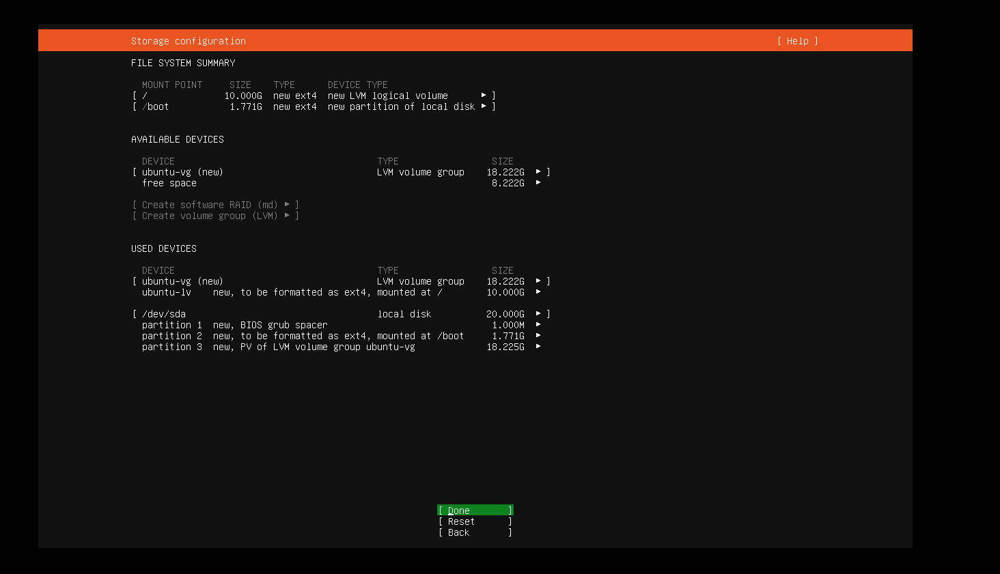 Storage configuration [ Help ]
FILE SYSTEM SUMMARY
MOUNT POINT SIZE TYPE DEVICE TYPE
[ / 10.000G new ext4 new LVM logical volume ▸ ]
[ /boot 1.771G new ext4 new partition of local disk ▸ ]
AVAILABLE DEVICES
DEVICE TYPE SIZE
[ ubuntu-vg (new) LVM volume group 18.222G ▸ ]
free space 8.222G ▸
[ Create software RAID (md) ▸ ]
[ Create volume group (LVM) ▸ ]
USED DEVICES
DEVICE TYPE SIZE
[ ubuntu-vg (new) LVM volume group 18.222G ▸ ]
ubuntu-lv new, to be formatted as ext4, mounted at / 10.000G ▸
[ /dev/sda local disk 20.000G ▸ ]
partition 1 new, BIOS grub spacer 1.000M ▸
partition 2 new, to be formatted as ext4, mounted at /boot 1.771G ▸
partition 3 new, PV of LVM volume group ubuntu-vg 18.225G ▸
[ Done ]
[ Reset ]
[ Back ]